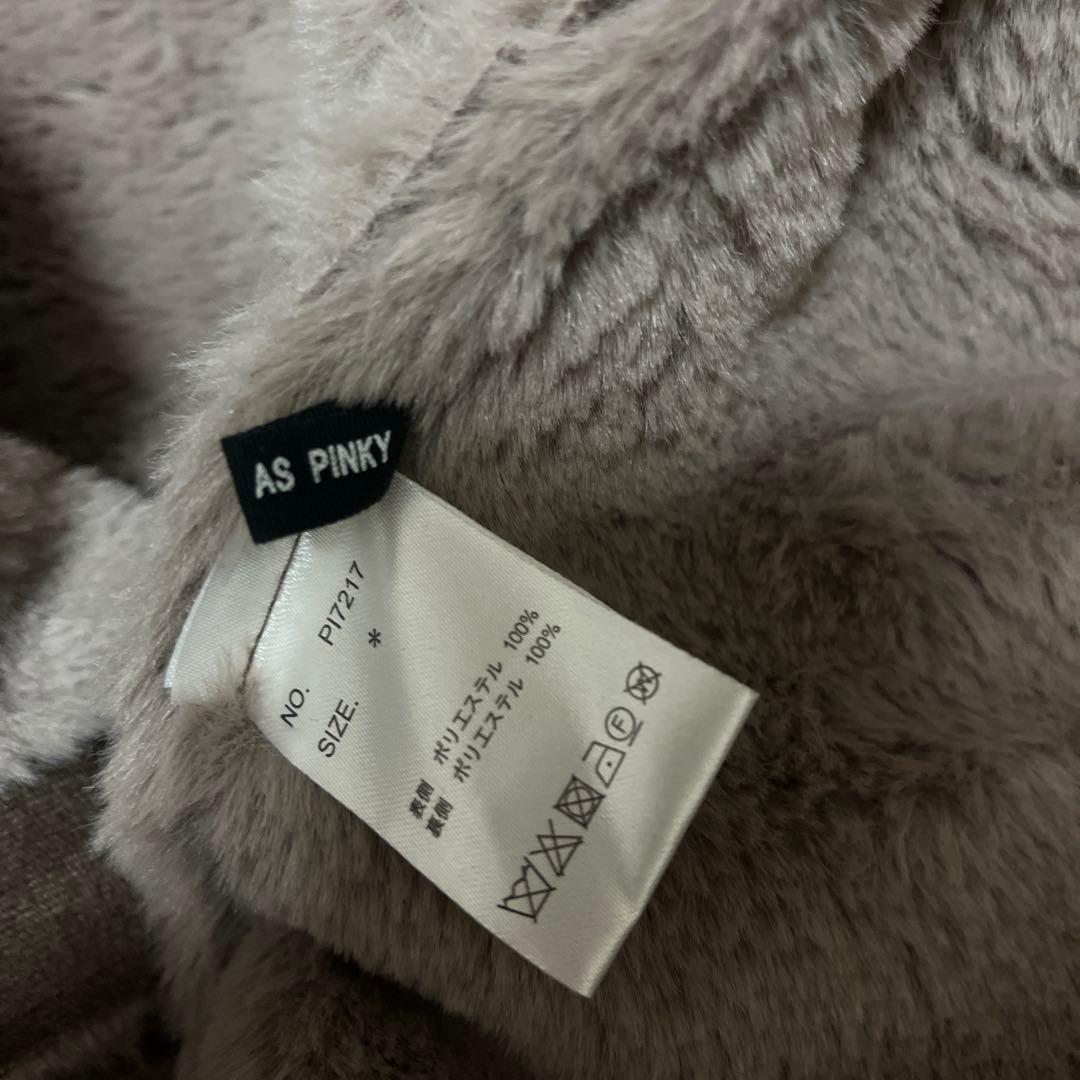 AS PINKY
NO. PI7217
SIZE. *
表側 ポリエステル 100%
裏側 ポリエステル 100%
F
W